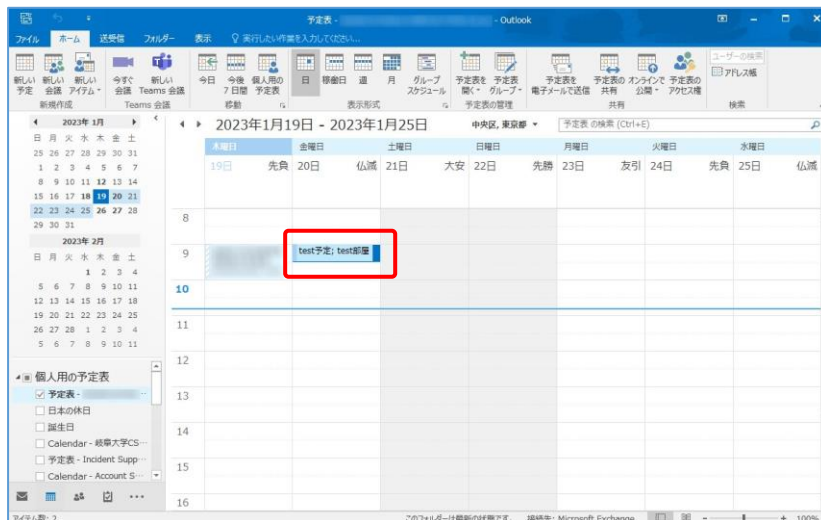 予定表 - - Outlook
ファイル ホーム 送受信 フォルダー 表示 実行したい作業を入力してください...
新しい予定 新しい会議 新しいアイテム 今すぐ会議 新しい Teams 会議 今日 今後 7 日間 個人用の予定表 日 稼働日 週 月 グループ スケジュール 予定表を開く 予定表グループ 予定表を電子メールで送信 予定表の共有 オンラインで公開 予定表のアクセス権 ユーザーの検索 アドレス帳
新規作成 Teams 会議 移動 表示形式 予定表の管理 共有 検索
2023年 1月
日 月 火 水 木 金 土
25 26 27 28 29 30 31
1 2 3 4 5 6 7
8 9 10 11 12 13 14
15 16 17 18 19 20 21
22 23 24 25 26 27 28
29 30 31
2023年 2月
日 月 火 水 木 金 土
1 2 3 4
5 6 7 8 9 10 11
12 13 14 15 16 17 18
19 20 21 22 23 24 25
26 27 28 1 2 3 4
5 6 7 8 9 10 11
個人用の予定表
予定表 -
日本の休日
誕生日
Calendar - 岐阜大学CS…
予定表 - Incident Supp…
Calendar - Account S…
2023年1月19日 - 2023年1月25日 中央区, 東京都 予定表 の検索 (Ctrl+E)
木曜日 金曜日 土曜日 日曜日 月曜日 火曜日 水曜日
19日 先負 20日 仏滅 21日 大安 22日 先勝 23日 友引 24日 先負 25日 仏滅
8
9 test予定; test部屋
10
11
12
13
14
15
16
アイテム数: 2 このフォルダーは最新の状態です。 接続先: Microsoft Exchange 100%